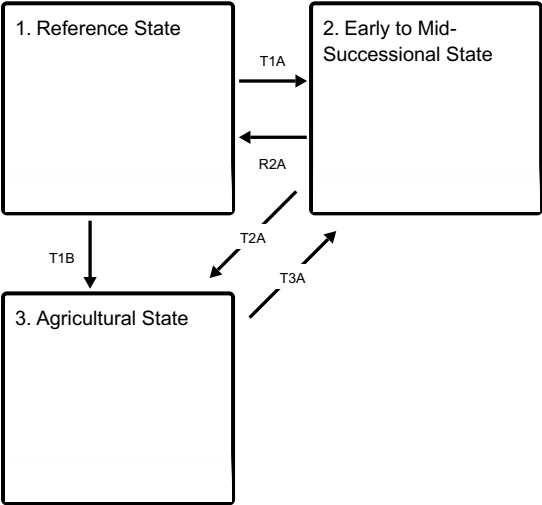 1. Reference State
2. Early to Mid-
Successional State
T1A
R2A
T2A
T1B
T3A
3. Agricultural State